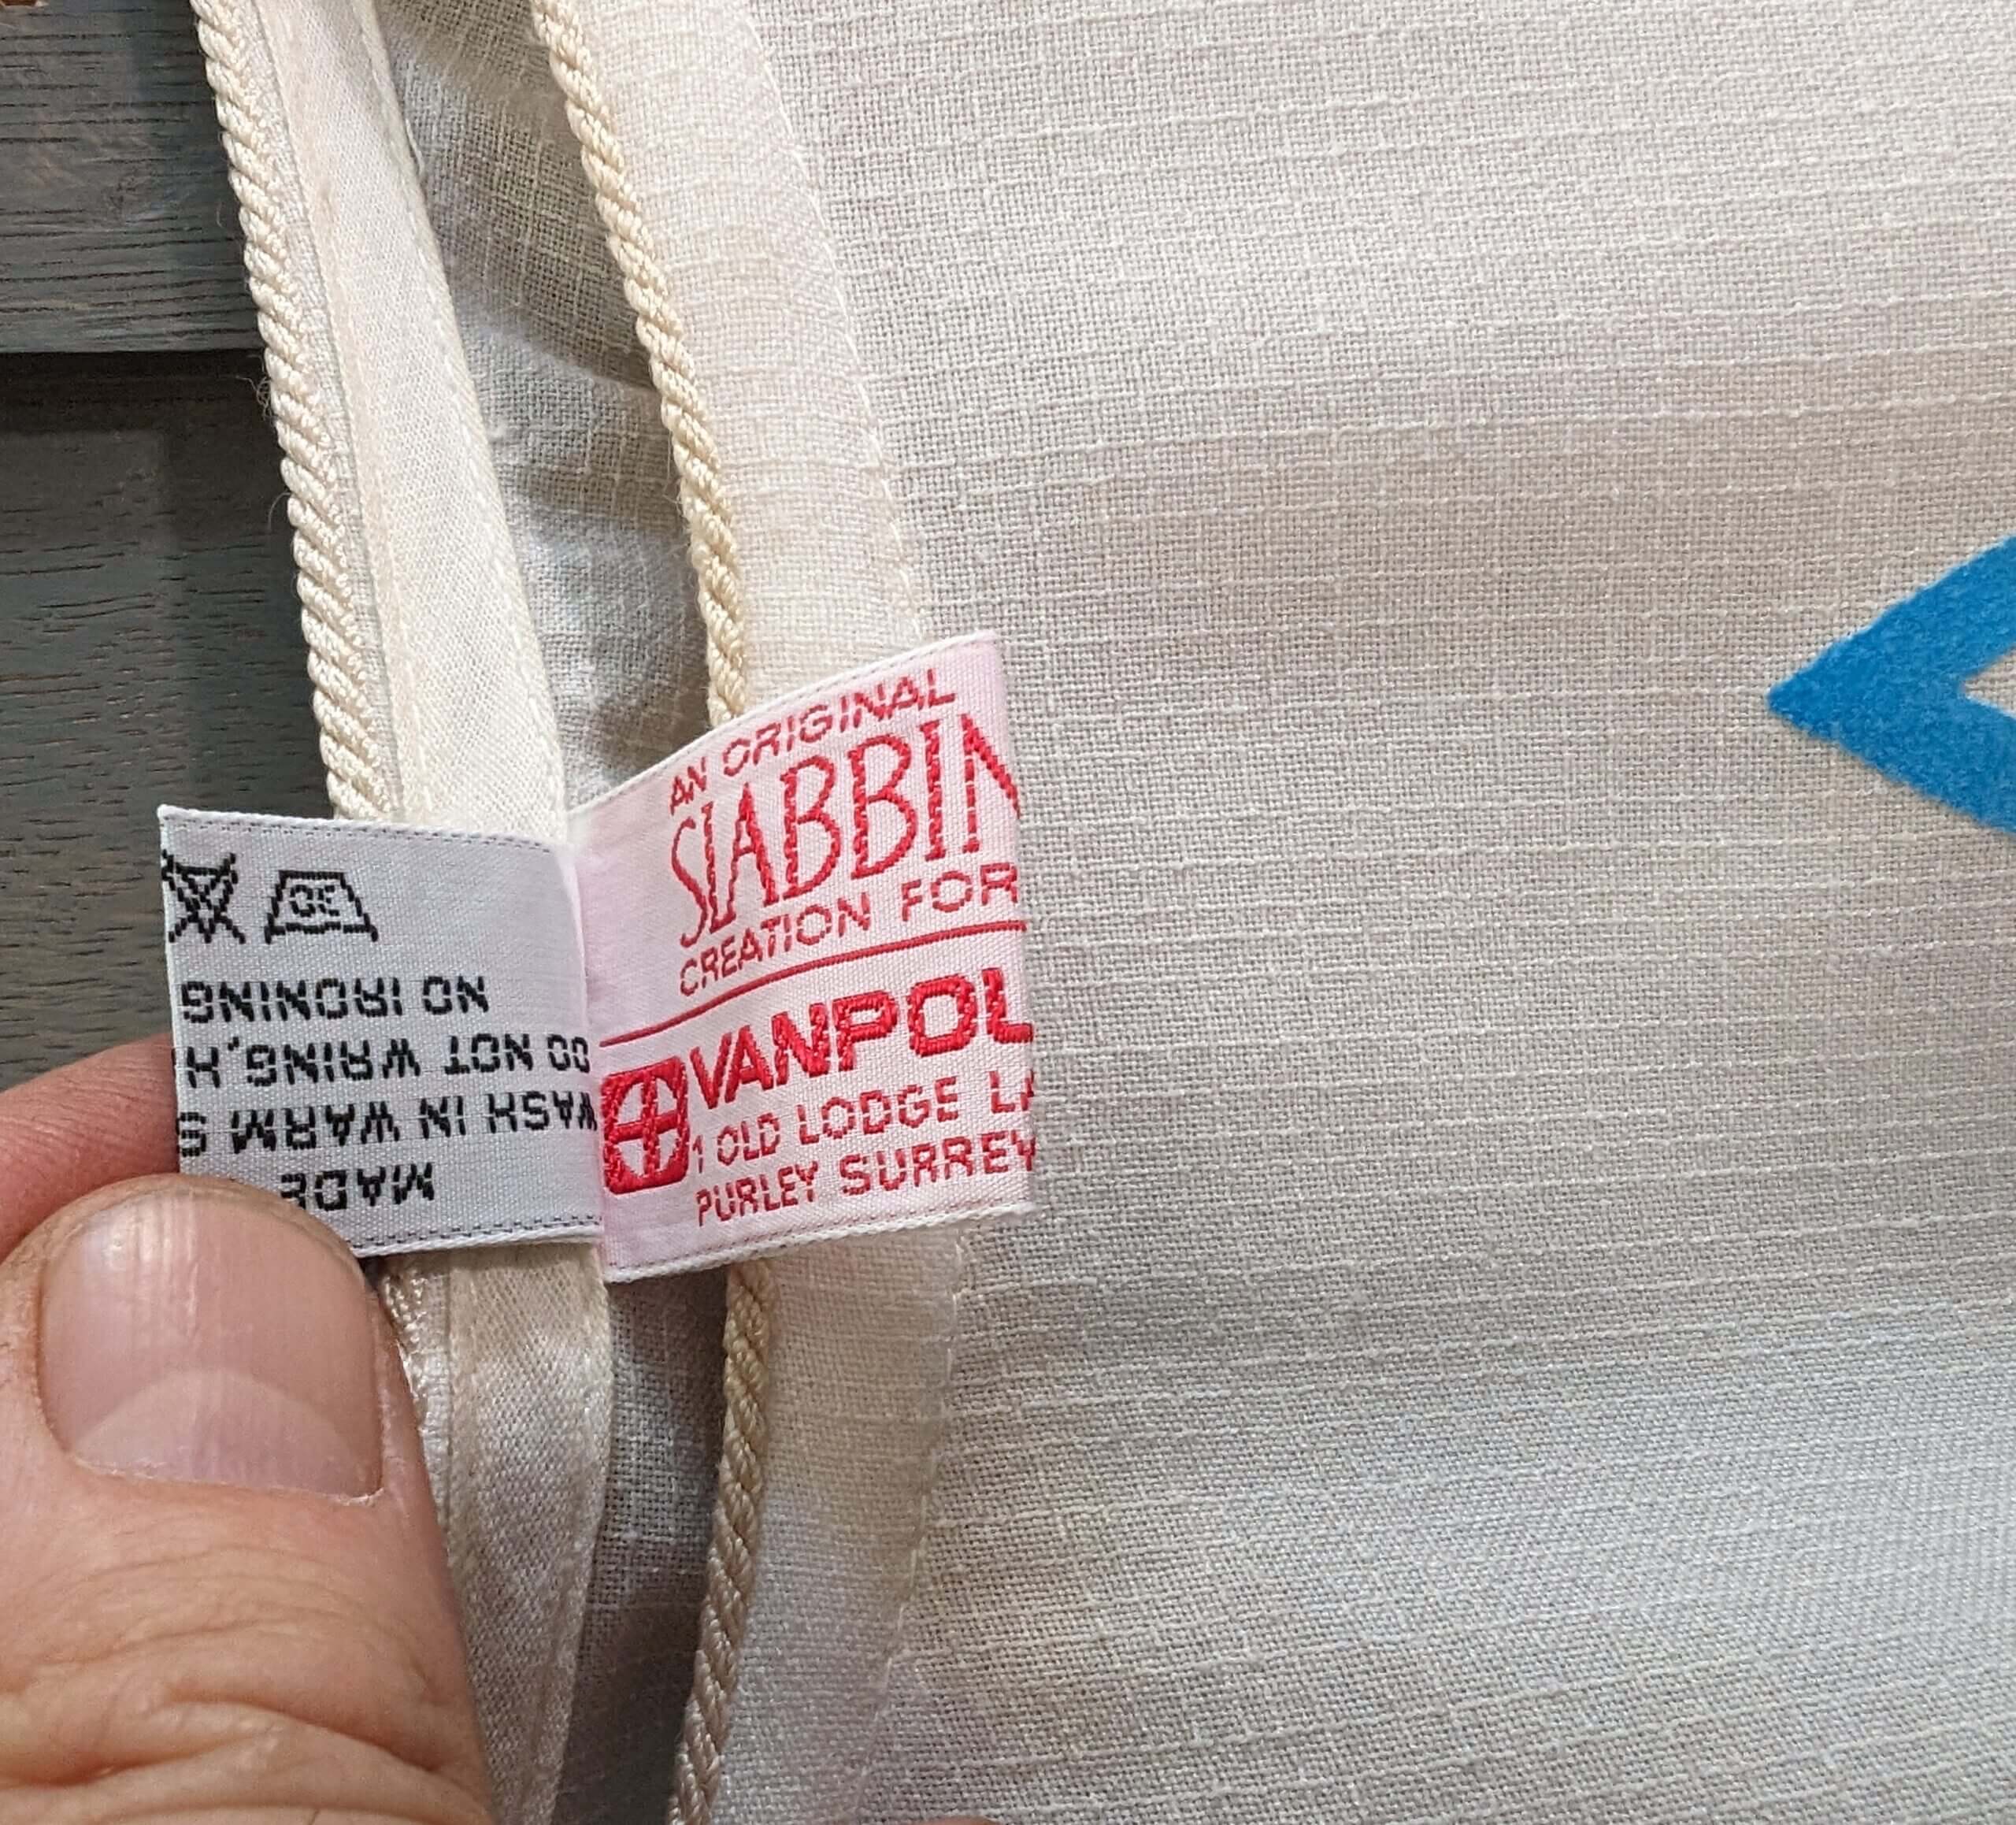 AN ORIGINAL
SLABBIN
CREATION FOR
VANPOL
1 OLD LODGE LA
PURLEY SURREY
MADE
WASH IN WARM S
DO NOT WRING, H
NO IRONING